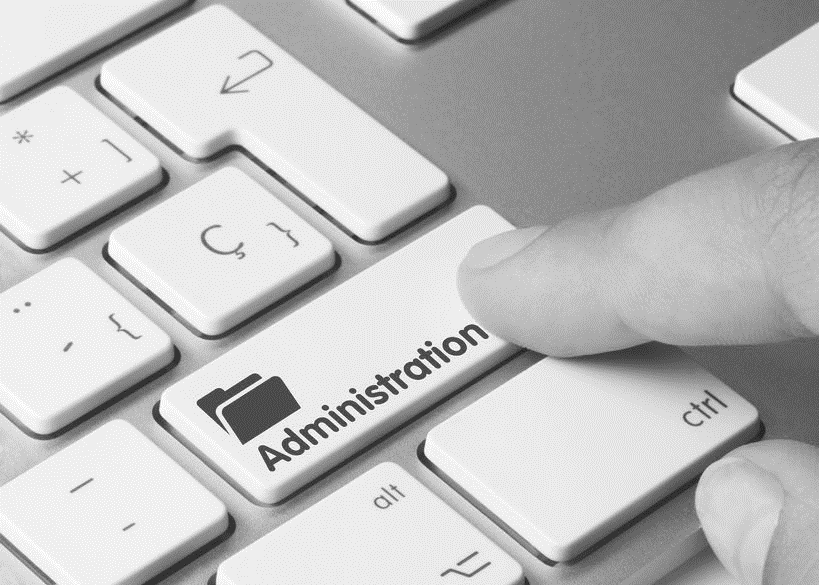 * + ]
Ç }
¨ ´ {
Administration
ctrl
_ -
alt